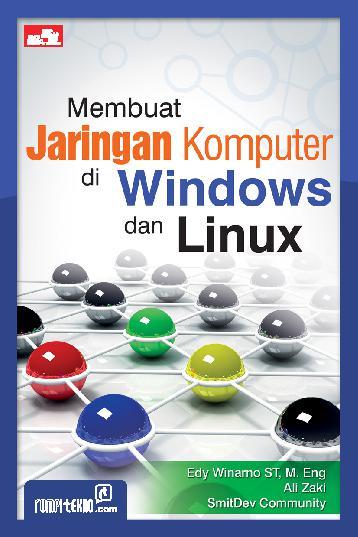 Membuat
Jaringan Komputer
di Windows
dan Linux
Edy Winarno ST, M. Eng
Ali Zaki
SmitDev Community
rumahtekno.com